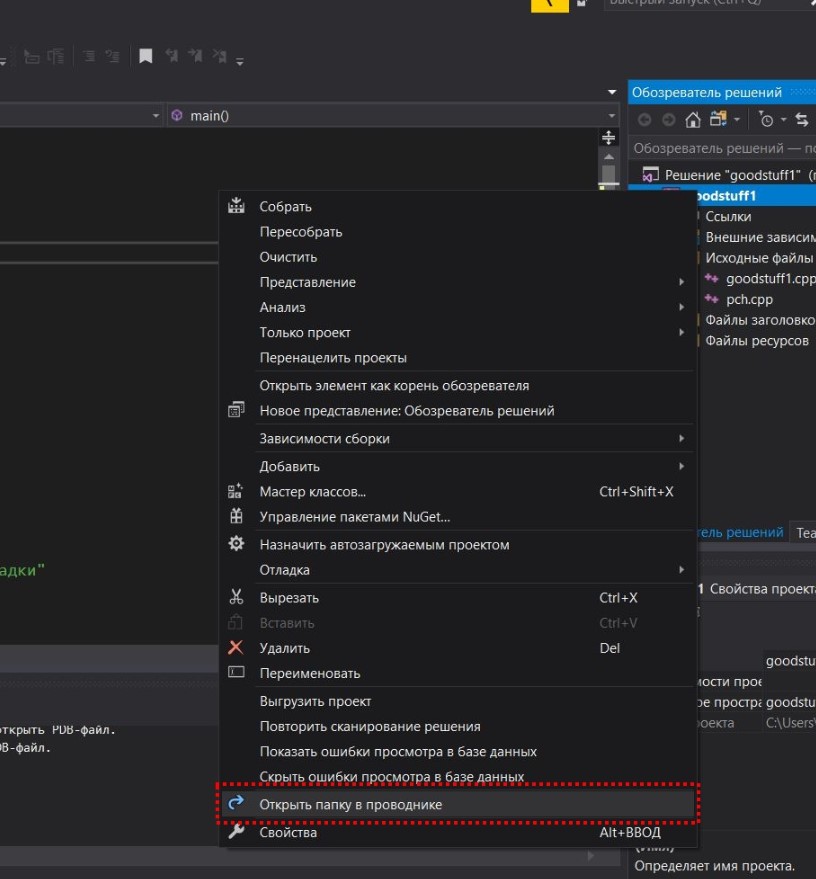 Быстрый запуск (Ctrl+Q)
main()
Обозреватель решений
Обозреватель решений — по
Решение "goodstuff1"
goodstuff1
Ссылки
Внешние зависим
Исходные файлы
goodstuff1.cpp
pch.cpp
Файлы заголовко
Файлы ресурсов
Собрать
Пересобрать
Очистить
Представление
Анализ
Только проект
Перенацелить проекты
Открыть элемент как корень обозревателя
Новое представление: Обозреватель решений
Зависимости сборки
Добавить
Мастер классов... Ctrl+Shift+X
Управление пакетами NuGet...
Назначить автозагружаемым проектом
Отладка
Вырезать Ctrl+X
Вставить Ctrl+V
Удалить Del
Переименовать
Выгрузить проект
Повторить сканирование решения
Показать ошибки просмотра в базе данных
Скрыть ошибки просмотра в базе данных
Открыть папку в проводнике
Свойства Alt+ВВОД
адки"
ткрыть PDB-файл.
DB-файл.
тель решений Tea
1 Свойства проекта
goodstu
мости прое
ре простра goodstu
роекта C:\Users\
(Имя)
Определяет имя проекта.